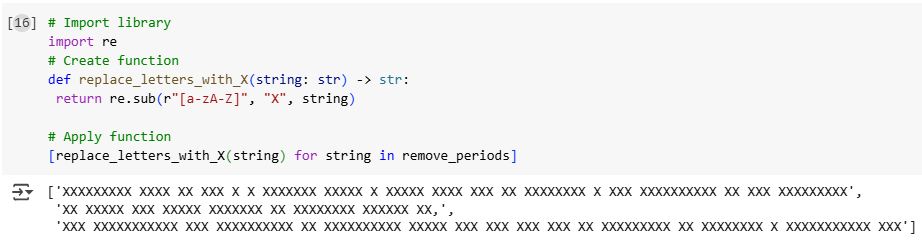 [16] # Import library
import re
# Create function
def replace_letters_with_X(string: str) -> str:
 return re.sub(r"[a-zA-Z]", "X", string)
# Apply function
[replace_letters_with_X(string) for string in remove_periods]
['XXXXXXXXX XXXX XX XXX X X XXXXXXX XXXXX X XXXXX XXXX XXX XX XXXXXXXX X XXX XXXXXXXXXX XX XXX XXXXXXXXX',
'XX XXXXX XXX XXXXX XXXXXXX XX XXXXXXXX XXXXXX XX,',
'XXX XXXXXXXXXXX XXX XXXXXXXXXX XX XXXXXXXXXX XXXXX XXX XXX XXX XXX XX XXXXXXXXX XX XXXXXXXX X XXXXXXXXXXX XXX']